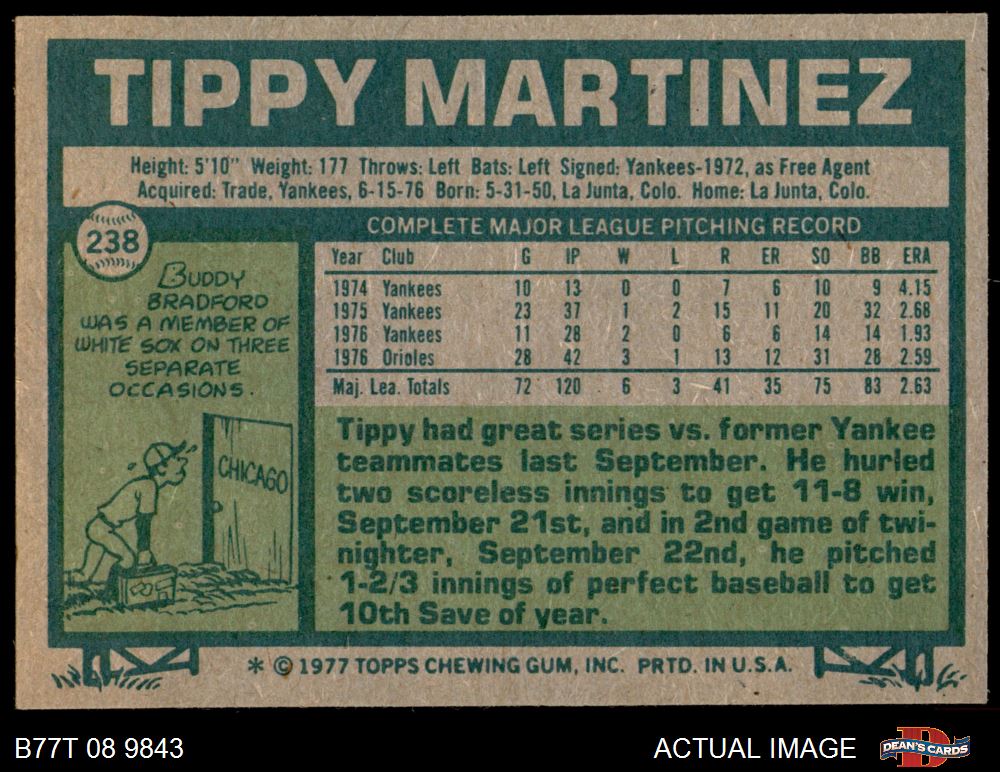 TIPPY MARTINEZ
Height: 5'10" Weight: 177 Throws: Left Bats: Left Signed: Yankees-1972, as Free Agent
Acquired: Trade, Yankees, 6-15-76 Born: 5-31-50, La Junta, Colo. Home: La Junta, Colo.
238
BUDDY
BRADFORD
WAS A MEMBER OF
WHITE SOX ON THREE
SEPARATE
OCCASIONS.
CHICAGO
COMPLETE MAJOR LEAGUE PITCHING RECORD
Year Club G IP W L R ER SO BB ERA
1974 Yankees 10 13 0 0 7 6 10 9 4.15
1975 Yankees 23 37 1 2 15 11 20 32 2.68
1976 Yankees 11 28 2 0 6 6 14 14 1.93
1976 Orioles 28 42 3 1 13 12 31 28 2.59
Maj. Lea. Totals 72 120 6 3 41 35 75 83 2.63
Tippy had great series vs. former Yankee
teammates last September. He hurled
two scoreless innings to get 11-8 win,
September 21st, and in 2nd game of twi-
nighter, September 22nd, he pitched
1-2/3 innings of perfect baseball to get
10th Save of year.
* © 1977 TOPPS CHEWING GUM, INC. PRTD. IN U.S.A.
B77T 08 9843
ACTUAL IMAGE
D
DEAN'S CARDS